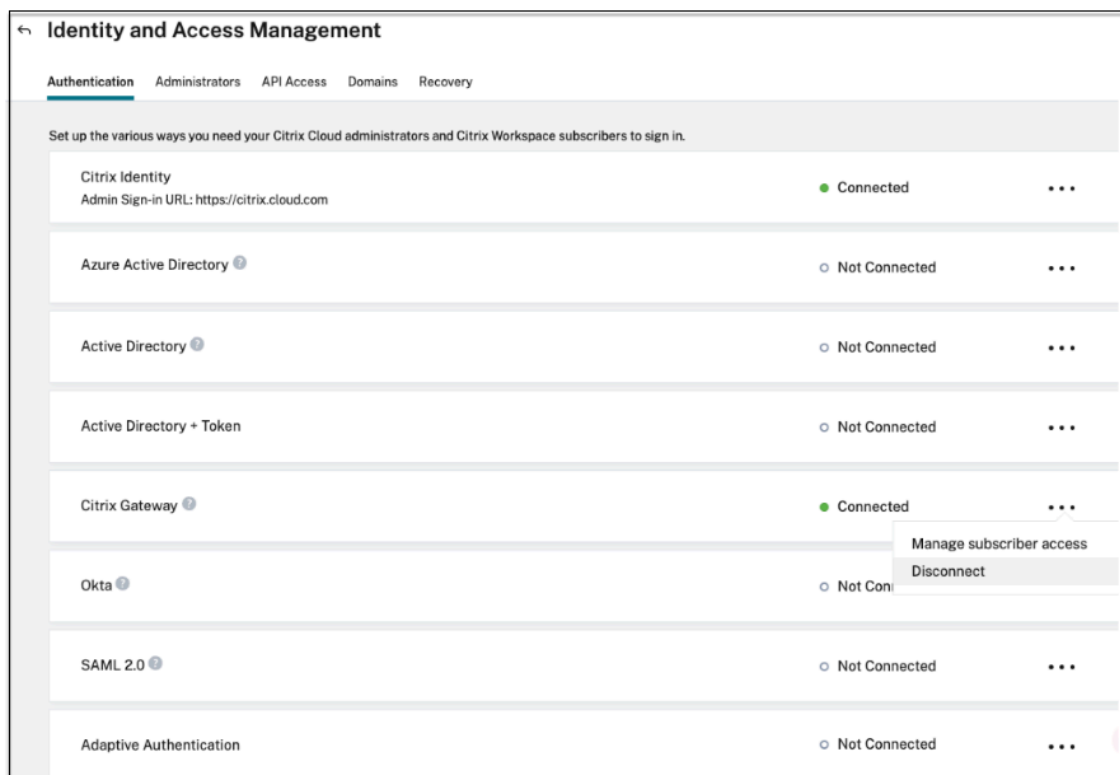 Identity and Access Management
Authentication Administrators API Access Domains Recovery
Set up the various ways you need your Citrix Cloud administrators and Citrix Workspace subscribers to sign in.
Citrix Identity
Admin Sign-in URL: https://citrix.cloud.com
Connected
Azure Active Directory ?
Not Connected
Active Directory ?
Not Connected
Active Directory + Token
Not Connected
Citrix Gateway ?
Connected
Manage subscriber access
Disconnect
Okta ?
Not Con
SAML 2.0 ?
Not Connected
Adaptive Authentication
Not Connected